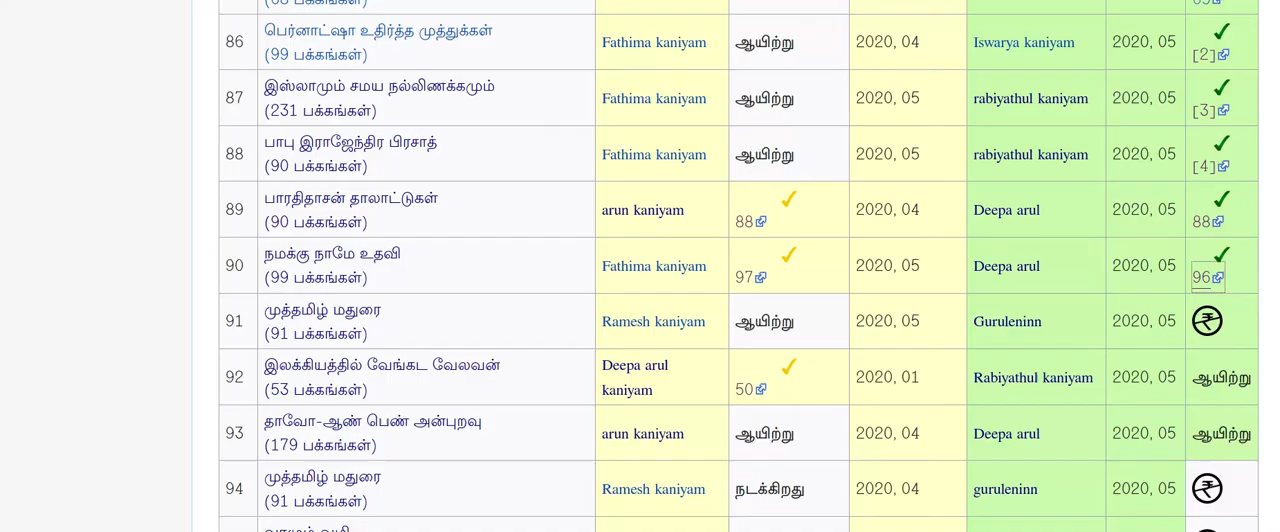 86 பெர்னாட்ஷா உதிர்த்த முத்துக்கள் Fathima kaniyam ஆயிற்று 2020, 04 Iswarya kaniyam 2020, 05 ✓
(99 பக்கங்கள்) [2]
87 இஸ்லாமும் சமய நல்லிணக்கமும் Fathima kaniyam ஆயிற்று 2020, 05 rabiyathul kaniyam 2020, 05 ✓
(231 பக்கங்கள்) [3]
88 பாபு இராஜேந்திர பிரசாத் Fathima kaniyam ஆயிற்று 2020, 05 rabiyathul kaniyam 2020, 05 ✓
(90 பக்கங்கள்) [4]
89 பாரதிதாசன் தாலாட்டுகள் arun kaniyam ✓ 2020, 04 Deepa arul 2020, 05 ✓
(90 பக்கங்கள்) 88 88
90 நமக்கு நாமே உதவி Fathima kaniyam ✓ 2020, 05 Deepa arul 2020, 05 ✓
(99 பக்கங்கள்) 97 96
91 முத்தமிழ் மதுரை Ramesh kaniyam ஆயிற்று 2020, 05 Guruleninn 2020, 05 ₹
(91 பக்கங்கள்)
92 இலக்கியத்தில் வேங்கட வேலவன் Deepa arul ✓ 2020, 01 Rabiyathul kaniyam 2020, 05 ஆயிற்று
(53 பக்கங்கள்) kaniyam 50
93 தாவோ-ஆண் பெண் அன்புறவு arun kaniyam ஆயிற்று 2020, 04 Deepa arul 2020, 05 ஆயிற்று
(179 பக்கங்கள்)
94 முத்தமிழ் மதுரை Ramesh kaniyam நடக்கிறது 2020, 04 guruleninn 2020, 05 ₹
(91 பக்கங்கள்)